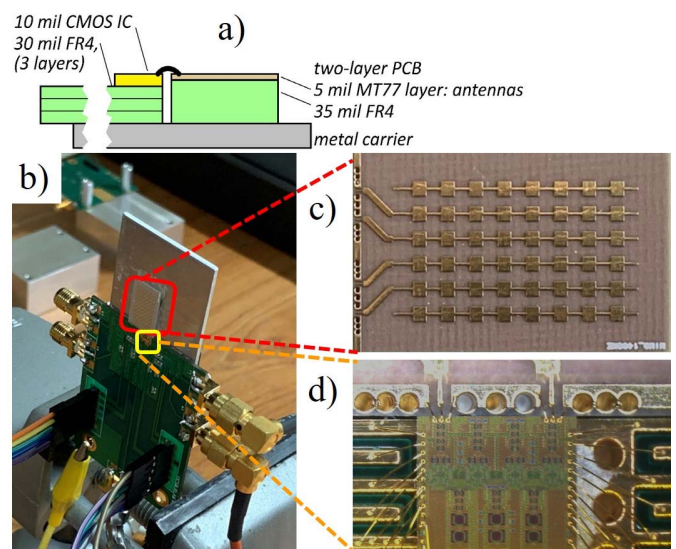 10 mil CMOS IC
30 mil FR4,
(3 layers)
a)
two-layer PCB
5 mil MT77 layer: antennas
35 mil FR4
metal carrier
b)
c)
d)